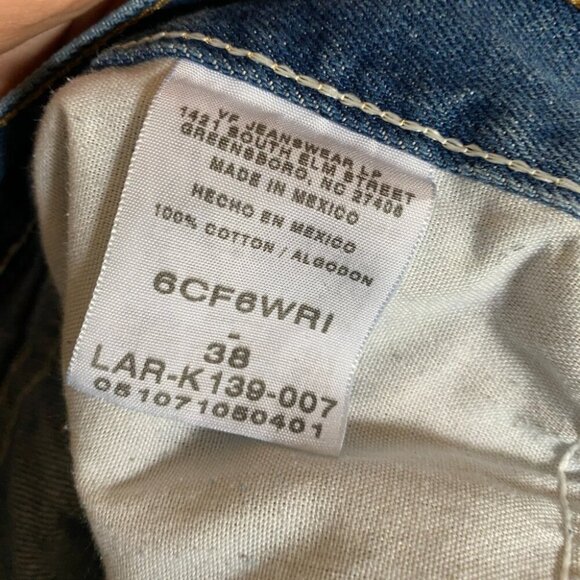 VF JEANSWEAR LP
1421 SOUTH ELM STREET
GREENSBORO, NC 27406
MADE IN MEXICO
HECHO EN MEXICO
100% COTTON / ALGODON
6CF6WRI
-
38
LAR-K139-007
051071050401